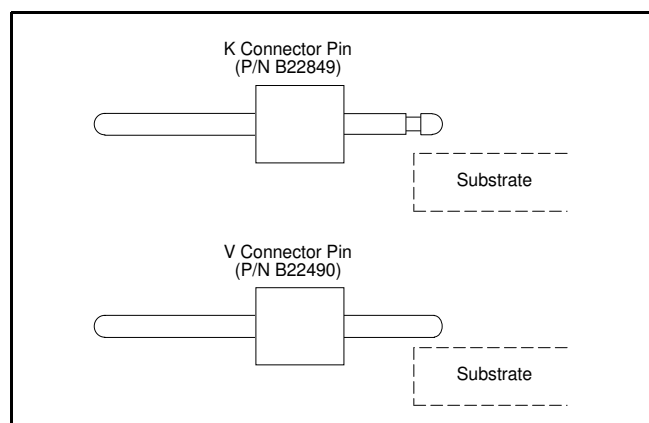 K Connector Pin
(P/N B22849)
Substrate
V Connector Pin
(P/N B22490)
Substrate